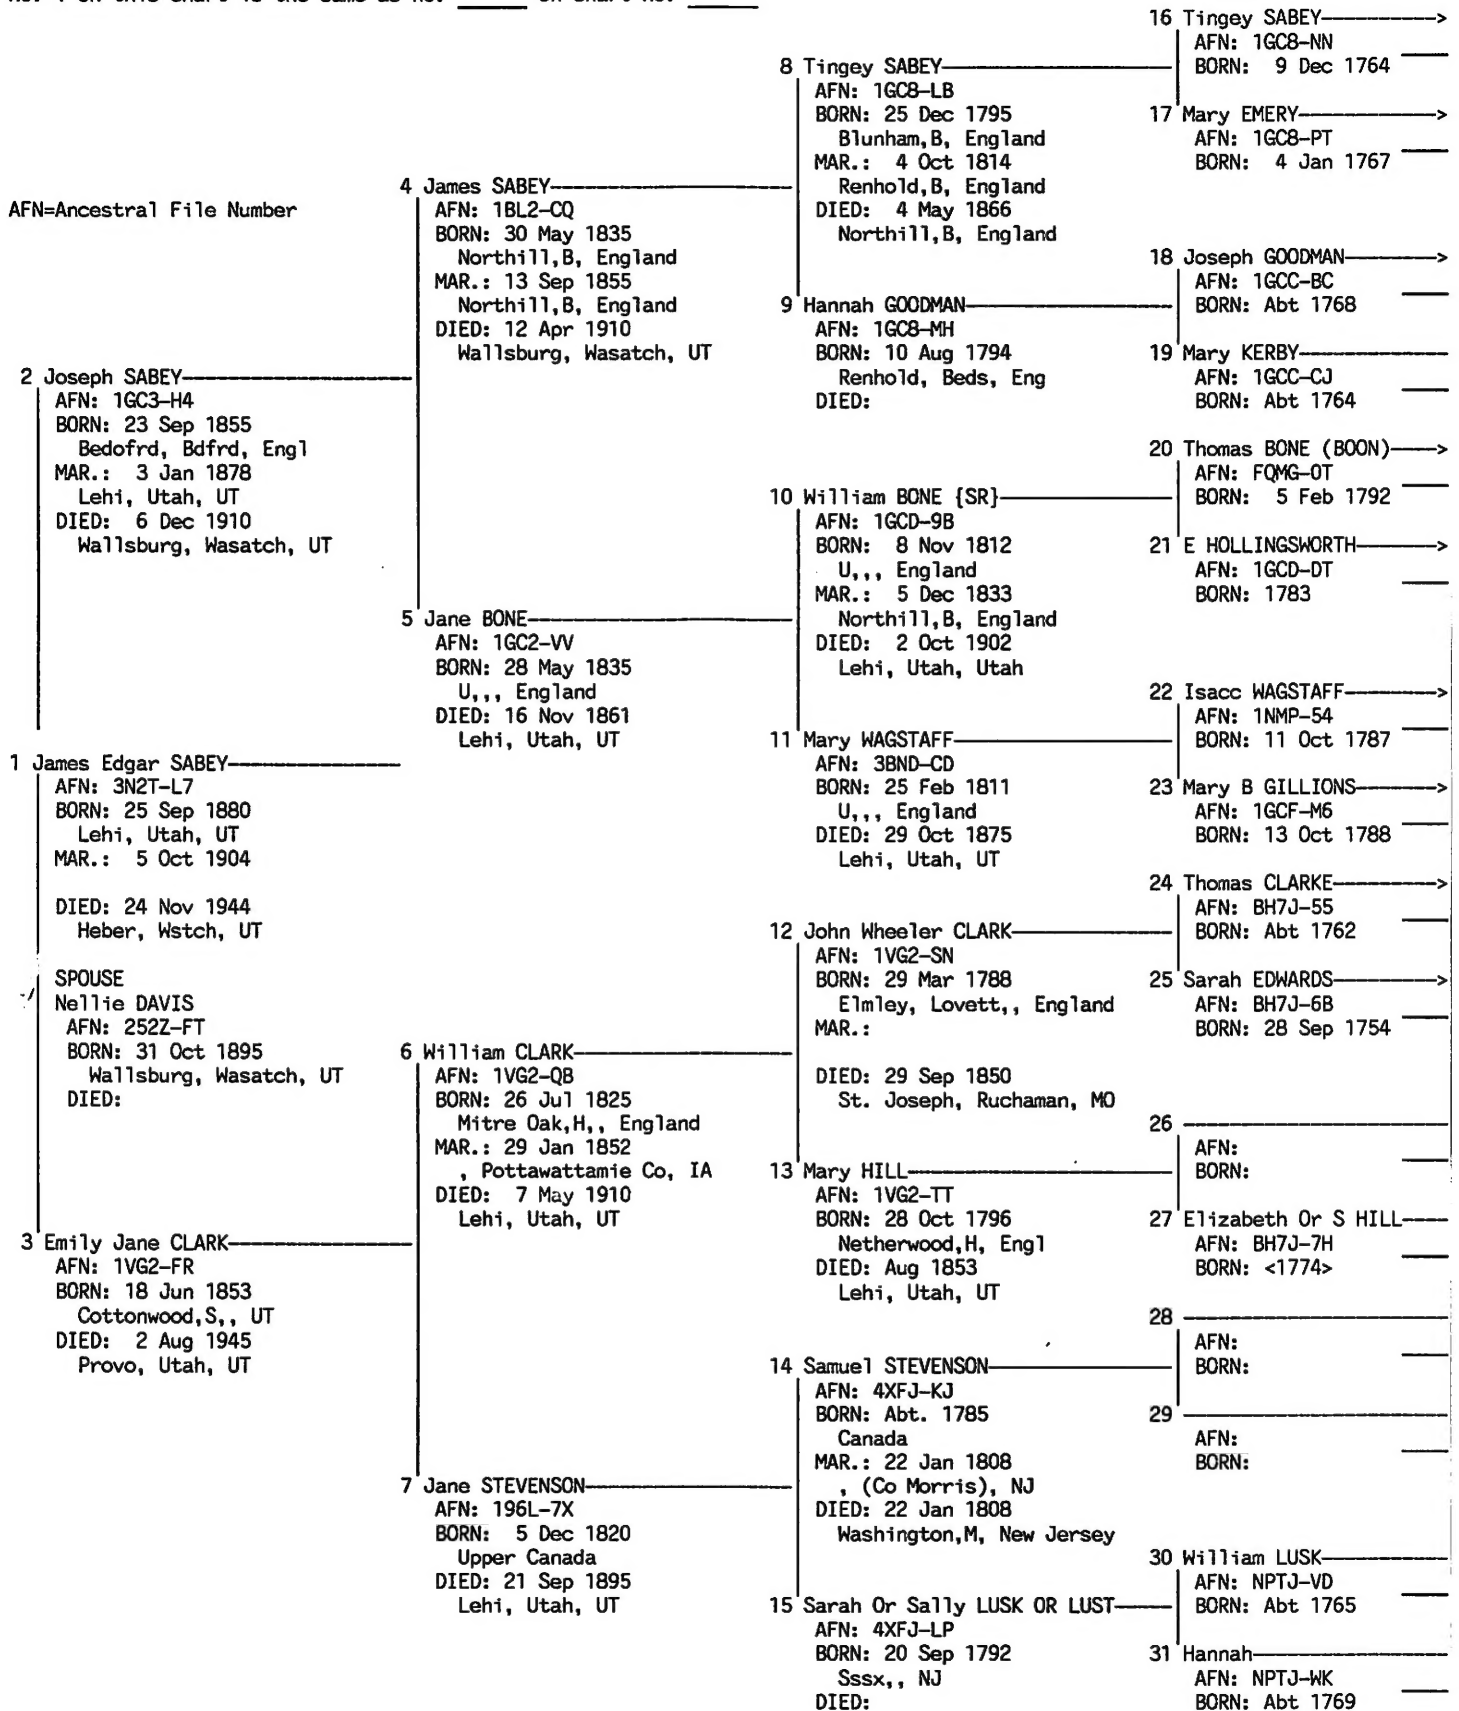 AFN=Ancestral File Number
1 James Edgar SABEY
AFN: 3N2T-L7
BORN: 25 Sep 1880
Lehi, Utah, UT
MAR.: 5 Oct 1904
DIED: 24 Nov 1944
Heber, Wstch, UT
SPOUSE
Nellie DAVIS
AFN: 252Z-FT
BORN: 31 Oct 1895
Wallsburg, Wasatch, UT
DIED:
2 Joseph SABEY
AFN: 1GC3-H4
BORN: 23 Sep 1855
Bedofrd, Bdfrd, Engl
MAR.: 3 Jan 1878
Lehi, Utah, UT
DIED: 6 Dec 1910
Wallsburg, Wasatch, UT
3 Emily Jane CLARK
AFN: 1VG2-FR
BORN: 18 Jun 1853
Cottonwood,S,, UT
DIED: 2 Aug 1945
Provo, Utah, UT
4 James SABEY
AFN: 1BL2-CQ
BORN: 30 May 1835
Northill,B, England
MAR.: 13 Sep 1855
Northill,B, England
DIED: 12 Apr 1910
Wallsburg, Wasatch, UT
5 Jane BONE
AFN: 1GC2-VV
BORN: 28 May 1835
U,,, England
DIED: 16 Nov 1861
Lehi, Utah, UT
6 William CLARK
AFN: 1VG2-QB
BORN: 26 Jul 1825
Mitre Oak,H,, England
MAR.: 29 Jan 1852
, Pottawattamie Co, IA
DIED: 7 May 1910
Lehi, Utah, UT
7 Jane STEVENSON
AFN: 196L-7X
BORN: 5 Dec 1820
Upper Canada
DIED: 21 Sep 1895
Lehi, Utah, UT
8 Tingey SABEY
AFN: 1GC8-LB
BORN: 25 Dec 1795
Blunham,B, England
MAR.: 4 Oct 1814
Renhold,B, England
DIED: 4 May 1866
Northill,B, England
9 Hannah GOODMAN
AFN: 1GC8-MH
BORN: 10 Aug 1794
Renhold, Beds, Eng
DIED:
10 William BONE {SR}
AFN: 1GCD-9B
BORN: 8 Nov 1812
U,,, England
MAR.: 5 Dec 1833
Northill,B, England
DIED: 2 Oct 1902
Lehi, Utah, Utah
11 Mary WAGSTAFF
AFN: 3BND-CD
BORN: 25 Feb 1811
U,,, England
DIED: 29 Oct 1875
Lehi, Utah, UT
12 John Wheeler CLARK
AFN: 1VG2-SN
BORN: 29 Mar 1788
Elmley, Lovett,, England
MAR.:
DIED: 29 Sep 1850
St. Joseph, Ruchaman, MO
13 Mary HILL
AFN: 1VG2-TT
BORN: 28 Oct 1796
Netherwood,H, Engl
DIED: Aug 1853
Lehi, Utah, UT
14 Samuel STEVENSON
AFN: 4XFJ-KJ
BORN: Abt. 1785
Canada
MAR.: 22 Jan 1808
, (Co Morris), NJ
DIED: 22 Jan 1808
Washington,M, New Jersey
15 Sarah Or Sally LUSK OR LUST
AFN: 4XFJ-LP
BORN: 20 Sep 1792
Sssx,, NJ
DIED:
16 Tingey SABEY
AFN: 1GC8-NN
BORN: 9 Dec 1764
17 Mary EMERY
AFN: 1GC8-PT
BORN: 4 Jan 1767
18 Joseph GOODMAN
AFN: 1GCC-BC
BORN: Abt 1768
19 Mary KERBY
AFN: 1GCC-CJ
BORN: Abt 1764
20 Thomas BONE (BOON)
AFN: FQMG-0T
BORN: 5 Feb 1792
21 E HOLLINGSWORTH
AFN: 1GCD-DT
BORN: 1783
22 Isacc WAGSTAFF
AFN: 1NMP-54
BORN: 11 Oct 1787
23 Mary B GILLIONS
AFN: 1GCF-M6
BORN: 13 Oct 1788
24 Thomas CLARKE
AFN: BH7J-55
BORN: Abt 1762
25 Sarah EDWARDS
AFN: BH7J-6B
BORN: 28 Sep 1754
26
AFN:
BORN:
27 Elizabeth Or S HILL
AFN: BH7J-7H
BORN: <1774>
28
AFN:
BORN:
29
AFN:
BORN:
30 William LUSK
AFN: NPTJ-VD
BORN: Abt 1765
31 Hannah
AFN: NPTJ-WK
BORN: Abt 1769